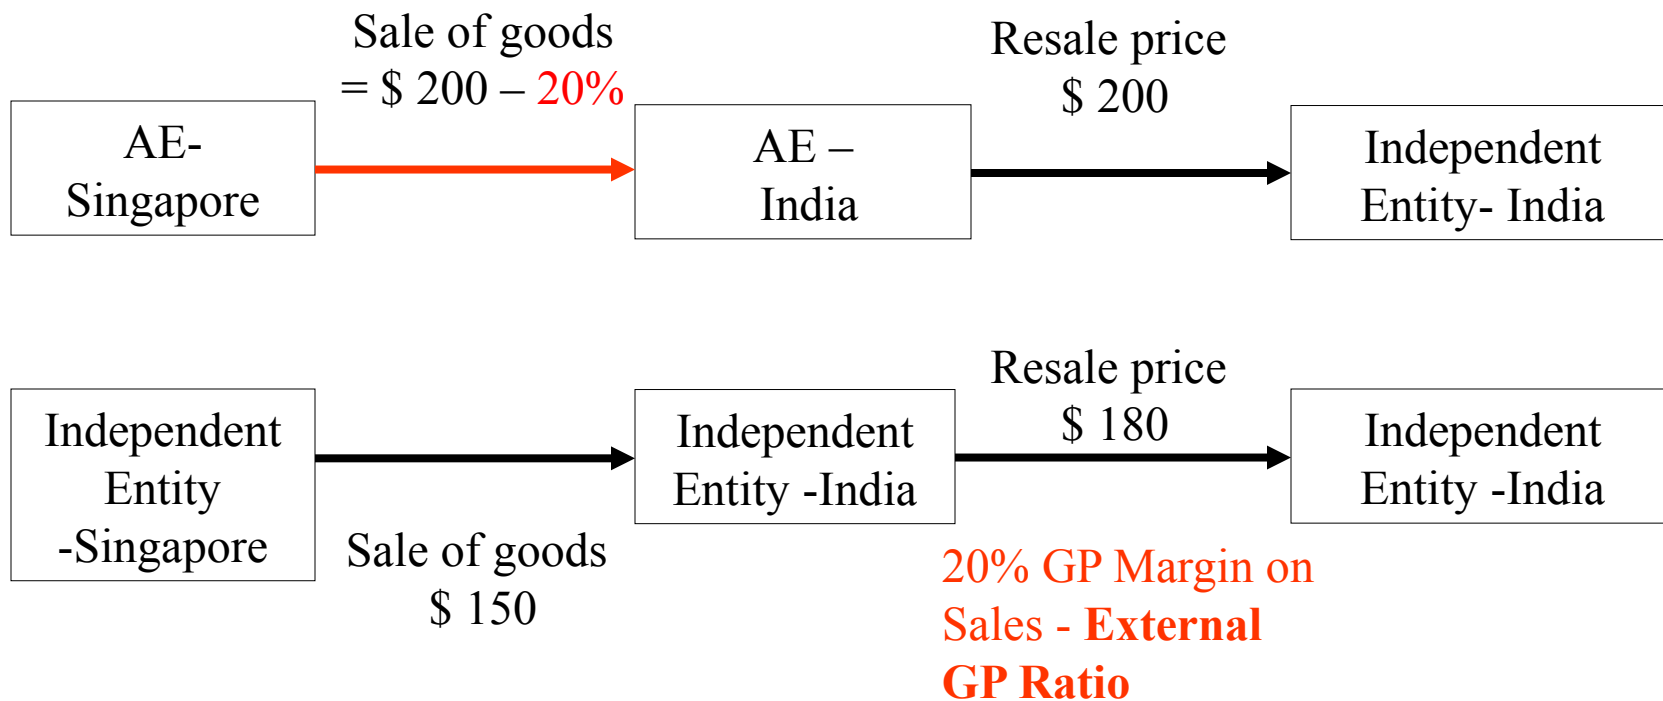 Sale of goods
= $ 200 – 20%
Resale price
$ 200
AE-
Singapore
AE –
India
Independent
Entity- India
Resale price
$ 180
Independent
Entity
-Singapore
Independent
Entity -India
Independent
Entity -India
Sale of goods
$ 150
20% GP Margin on
Sales - External
GP Ratio